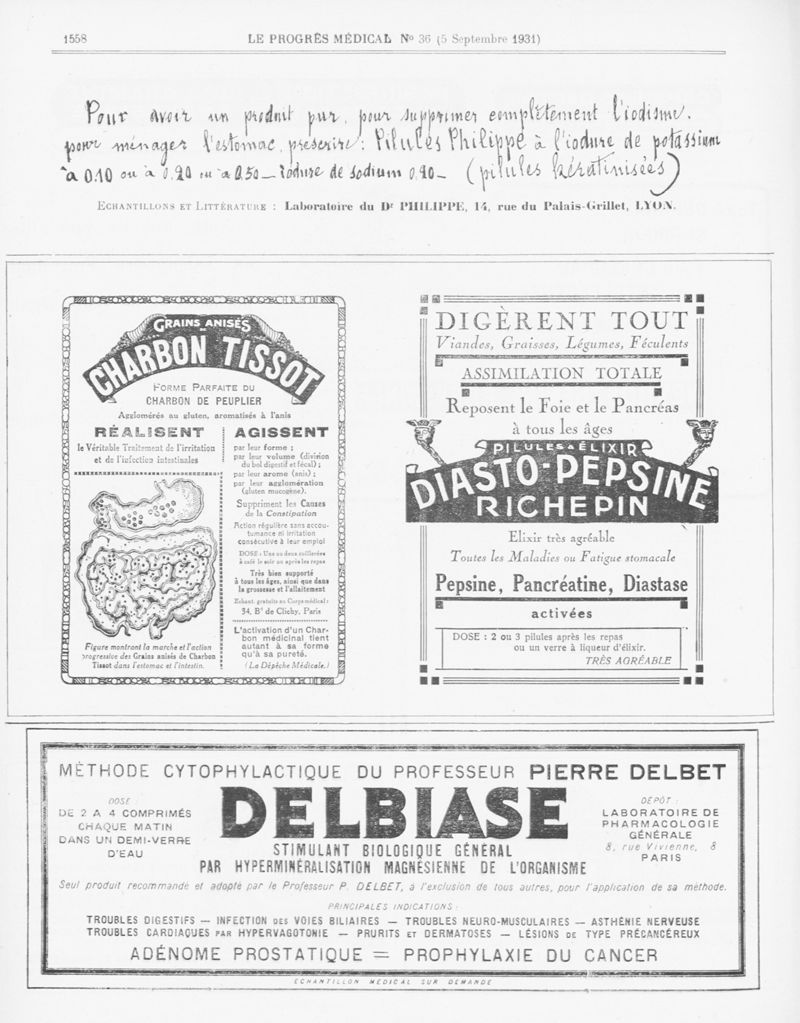 1558
LE PROGRÈS MÉDICAL No 36 (5 Septembre 1931)
Pour avoir un produit pur, pour supprimer complètement l'iodisme,
pour ménager l'estomac, prescrire : Pilules Philippe à l'iodure de potassium
à 0.10 ou à 0.20 ou à 0.50 _ iodure de sodium 0.20 _ (pilules kératinisées)
ECHANTILLONS ET LITTÉRATURE : Laboratoire du Dr PHILIPPE, 14, rue du Palais-Grillet, LYON.
GRAINS ANISÉS
DE
CHARBON TISSOT
FORME PARFAITE DU
CHARBON DE PEUPLIER
Agglomérés au gluten, aromatisés à l'anis
RÉALISENT
le Véritable Traitement de l'irritation
et de l'infection intestinales
Figure montrant la marche et l'action
progressive des Grains anisés de Charbon
Tissot dans l'estomac et l'intestin.
AGISSENT
par leur forme ;
par leur volume (division
du bol digestif et fécal) ;
par leur arome (anis) ;
par leur agglomération
(gluten mucogène).
Suppriment les Causes
de la Constipation
Action régulière sans accou-
tumance ni irritation
consécutive à leur emploi
DOSE : Une ou deux cuillerées
à café le soir ou après les repas
Très bien supporté
à tous les âges, ainsi que dans
la grossesse et l'allaitement
Echant. gratuits au Corps médical :
34, Bd de Clichy, Paris
L'activation d'un Char-
bon médicinal tient
autant à sa forme
qu'à sa pureté.
(La Dépêche Médicale.)
DIGÈRENT TOUT
Viandes, Graisses, Légumes, Féculents
ASSIMILATION TOTALE
Reposent le Foie et le Pancréas
à tous les âges
PILULES & ÉLIXIR
DIASTO-PEPSINE
RICHEPIN
Elixir très agréable
Toutes les Maladies ou Fatigue stomacale
Pepsine, Pancréatine, Diastase
activées
DOSE : 2 ou 3 pilules après les repas
ou un verre à liqueur d'élixir.
TRÈS AGRÉABLE
MÉTHODE CYTOPHYLACTIQUE DU PROFESSEUR PIERRE DELBET
DOSE :
DE 2 A 4 COMPRIMÉS
CHAQUE MATIN
DANS UN DEMI-VERRE
D'EAU
DELBIASE
STIMULANT BIOLOGIQUE GÉNÉRAL
PAR HYPERMINÉRALISATION MAGNÉSIENNE DE L'ORGANISME
DÉPÔT :
LABORATOIRE DE
PHARMACOLOGIE
GÉNÉRALE
8, rue Vivienne, 8
PARIS
Seul produit recommandé et adopté par le Professeur P. DELBET, à l'exclusion de tous autres, pour l'application de sa méthode.
PRINCIPALES INDICATIONS :
TROUBLES DIGESTIFS — INFECTION DES VOIES BILIAIRES — TROUBLES NEURO-MUSCULAIRES — ASTHÉNIE NERVEUSE
TROUBLES CARDIAQUES PAR HYPERVAGOTONIE — PRURITS ET DERMATOSES — LÉSIONS DE TYPE PRÉCANCÉREUX
ADÉNOME PROSTATIQUE = PROPHYLAXIE DU CANCER
ECHANTILLON MEDICAL SUR DEMANDE